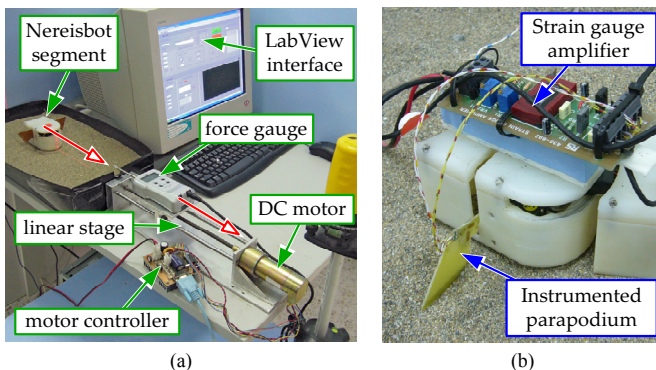 Nereisbot
segment
LabView
interface
force gauge
DC motor
linear stage
motor controller
(a)
Strain gauge
amplifier
Instrumented
parapodium
(b)